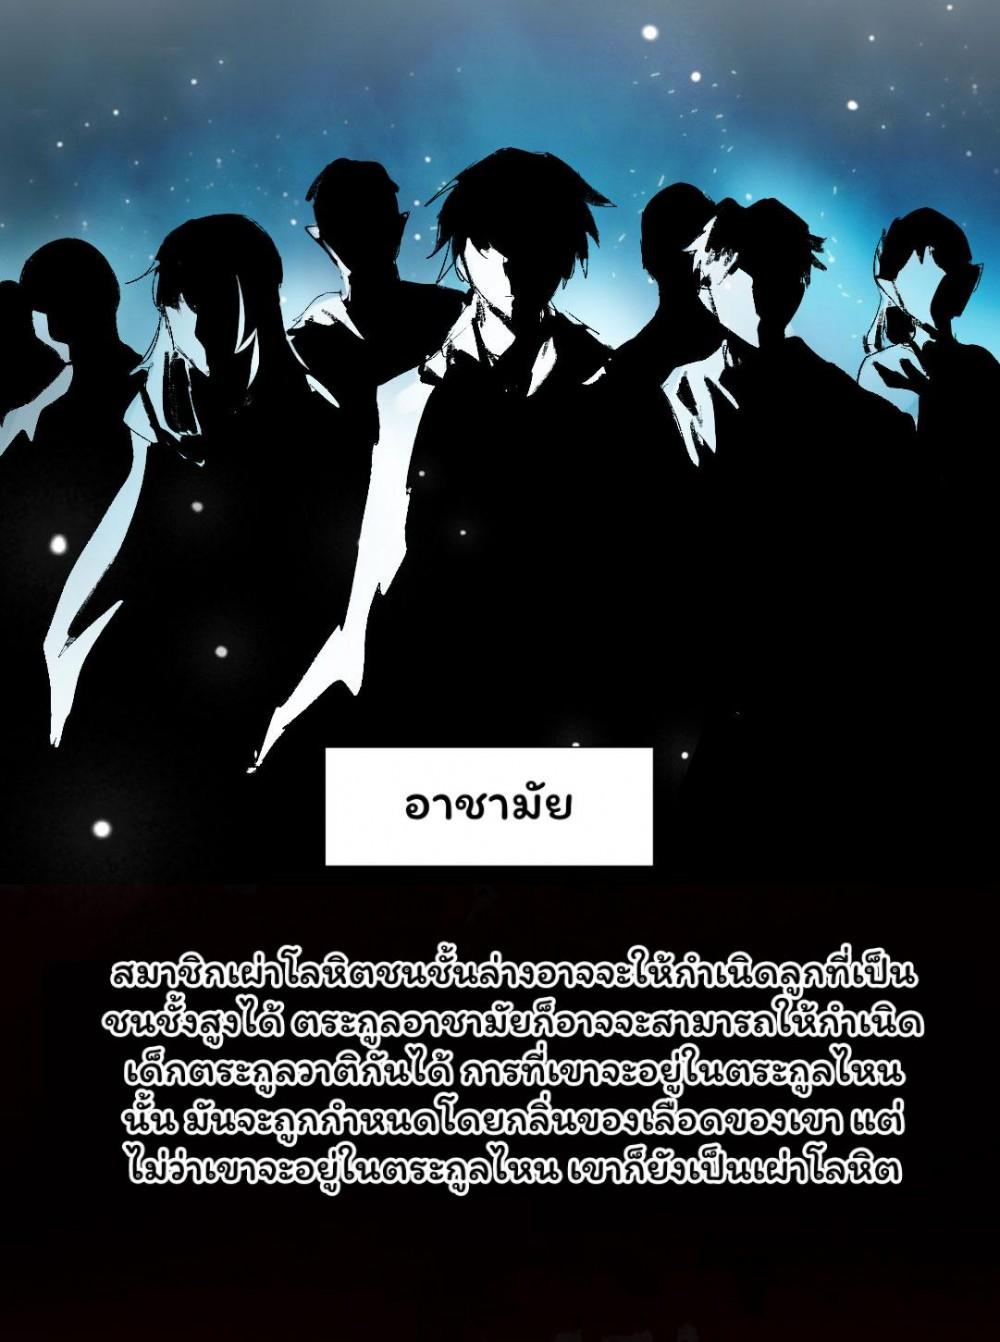 อาชามัย
สมาชิกเผ่าโลหิตชนชั้นล่างอาจจะให้กำเนิดลูกที่เป็น
ชนชั้งสูงได้ ตระกูลอาชามัยก็อาจจะสามารถให้กำเนิด
เด็กตระกูลวาติกันได้ การที่เขาจะอยู่ในตระกูลไหน
นั้น มันจะถูกกำหนดโดยกลิ่นของเลือดของเขา แต่
ไม่ว่าเขาจะอยู่ในตระกูลไหน เขาก็ยังเป็นเผ่าโลหิต